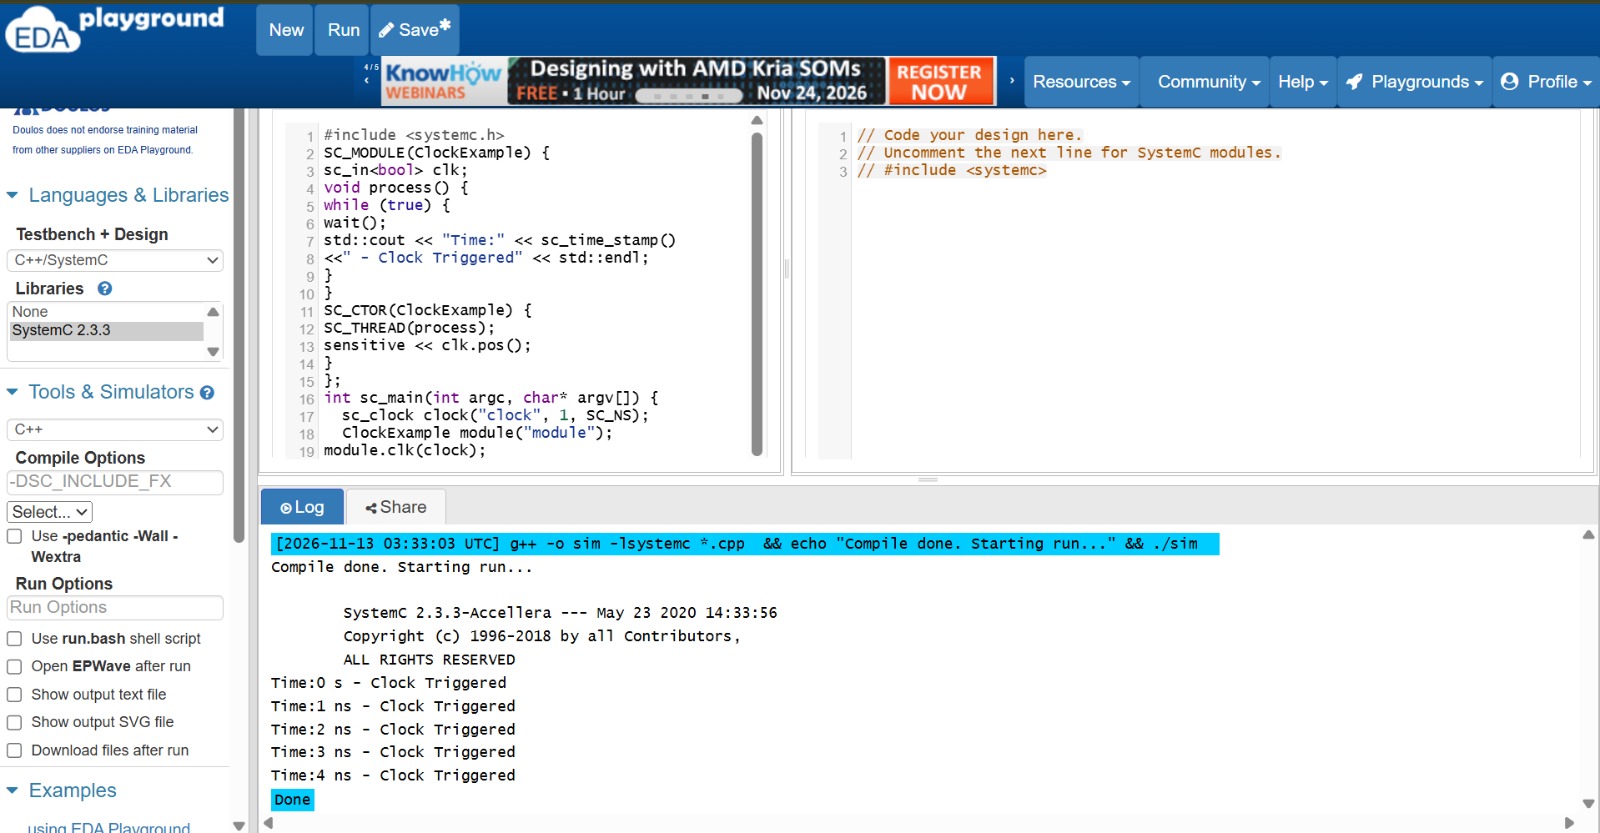 EDA playground
New
Run
Save*
4/5
KnowHow
WEBINARS
Designing with AMD Kria SOMs
FREE • 1 Hour
Nov 24, 2026
REGISTER
NOW
Resources
Community
Help
Playgrounds
Profile
Doulos does not endorse training material
from other suppliers on EDA Playground.
Languages & Libraries
Testbench + Design
C++/SystemC
Libraries
None
SystemC 2.3.3
Tools & Simulators
C++
Compile Options
-DSC_INCLUDE_FX
Select...
Use -pedantic -Wall -
Wextra
Run Options
Run Options
Use run.bash shell script
Open EPWave after run
Show output text file
Show output SVG file
Download files after run
Examples
using EDA Playground
1 #include <systemc.h>
2 SC_MODULE(ClockExample) {
3 sc_in<bool> clk;
4 void process() {
5 while (true) {
6 wait();
7 std::cout << "Time:" << sc_time_stamp()
8 <<" - Clock Triggered" << std::endl;
9 }
10 }
11 SC_CTOR(ClockExample) {
12 SC_THREAD(process);
13 sensitive << clk.pos();
14 }
15 };
16 int sc_main(int argc, char* argv[]) {
17 sc_clock clock("clock", 1, SC_NS);
18 ClockExample module("module");
19 module.clk(clock);
1 // Code your design here.
2 // Uncomment the next line for SystemC modules.
3 // #include <systemc>
Log
Share
[2026-11-13 03:33:03 UTC] g++ -o sim -lsystemc *.cpp && echo "Compile done. Starting run..." && ./sim
Compile done. Starting run...
SystemC 2.3.3-Accellera --- May 23 2020 14:33:56
Copyright (c) 1996-2018 by all Contributors,
ALL RIGHTS RESERVED
Time:0 s - Clock Triggered
Time:1 ns - Clock Triggered
Time:2 ns - Clock Triggered
Time:3 ns - Clock Triggered
Time:4 ns - Clock Triggered
Done